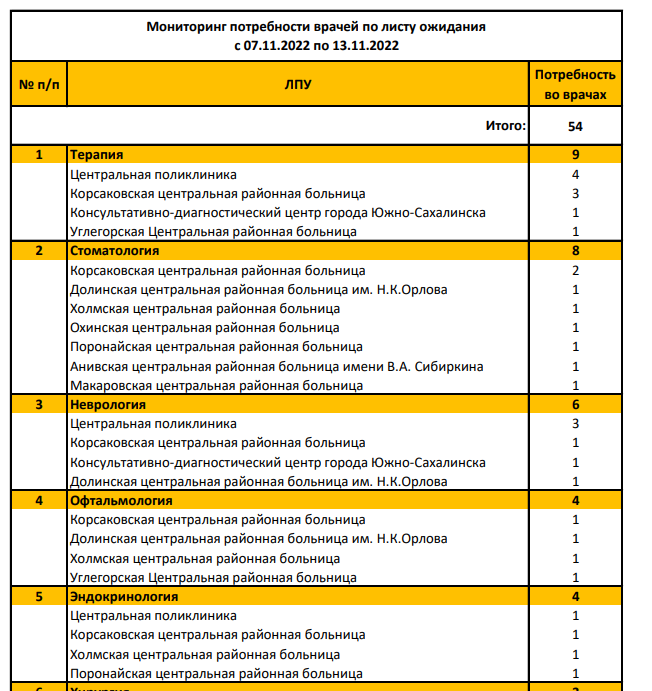 Мониторинг потребности врачей по листу ожидания
с 07.11.2022 по 13.11.2022
№ п/п ЛПУ Потребность во врачах
Итого: 54
1 Терапия 9
Центральная поликлиника 4
Корсаковская центральная районная больница 3
Консультативно-диагностический центр города Южно-Сахалинска 1
Углегорская Центральная районная больница 1
2 Стоматология 8
Корсаковская центральная районная больница 2
Долинская центральная районная больница им. Н.К.Орлова 1
Холмская центральная районная больница 1
Охинская центральная районная больница 1
Поронайская центральная районная больница 1
Анивская центральная районная больница имени В.А. Сибиркина 1
Макаровская центральная районная больница 1
3 Неврология 6
Центральная поликлиника 3
Корсаковская центральная районная больница 1
Консультативно-диагностический центр города Южно-Сахалинска 1
Долинская центральная районная больница им. Н.К.Орлова 1
4 Офтальмология 4
Корсаковская центральная районная больница 1
Долинская центральная районная больница им. Н.К.Орлова 1
Холмская центральная районная больница 1
Углегорская Центральная районная больница 1
5 Эндокринология 4
Центральная поликлиника 1
Корсаковская центральная районная больница 1
Холмская центральная районная больница 1
Поронайская центральная районная больница 1